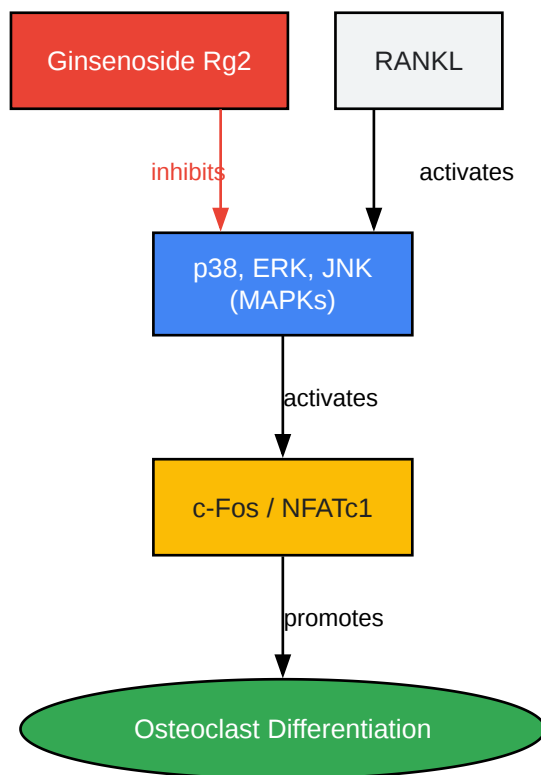 Ginsenoside Rg2
RANKL
inhibits
activates
p38, ERK, JNK
(MAPKs)
activates
c-Fos / NFATc1
promotes
Osteoclast Differentiation